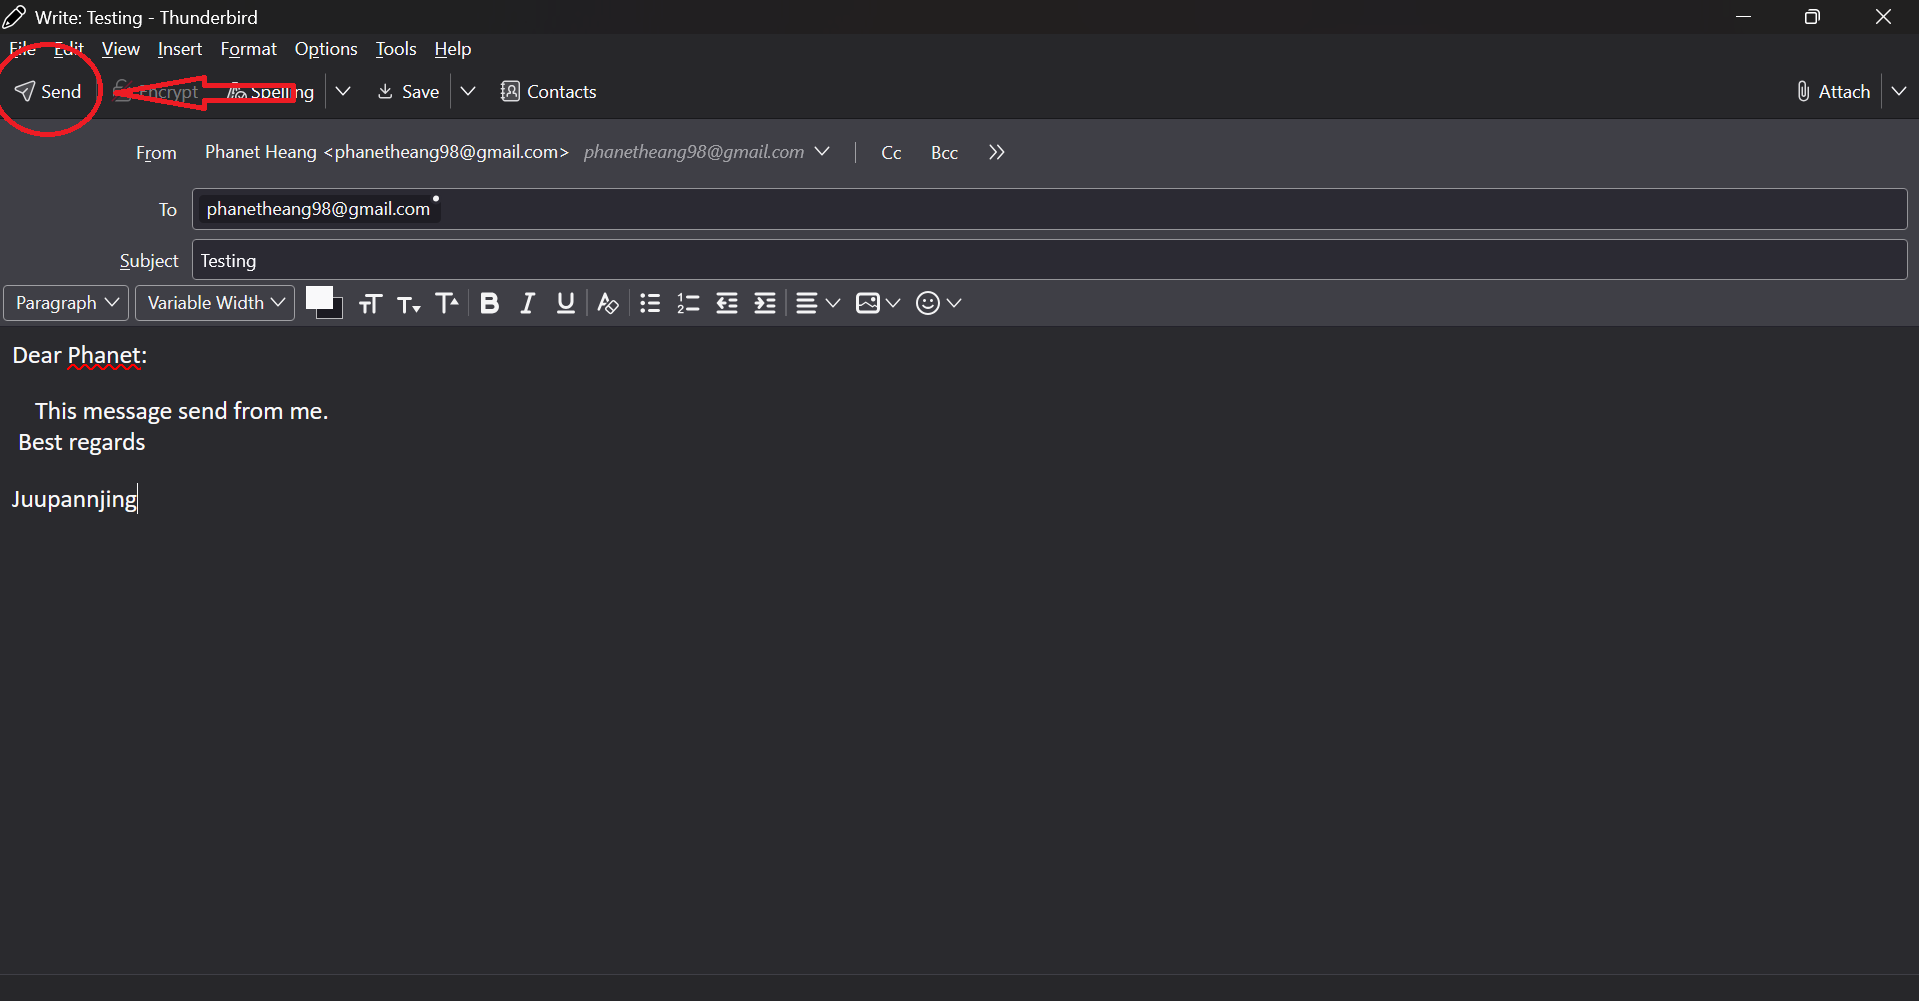 Write: Testing - Thunderbird
File Edit View Insert Format Options Tools Help
Send Encrypt Spelling Save Contacts Attach
From Phanet Heang <phanetheang98@gmail.com> phanetheang98@gmail.com Cc Bcc
To phanetheang98@gmail.com
Subject Testing
Paragraph Variable Width
Dear Phanet:
This message send from me.
Best regards
Juupannjing